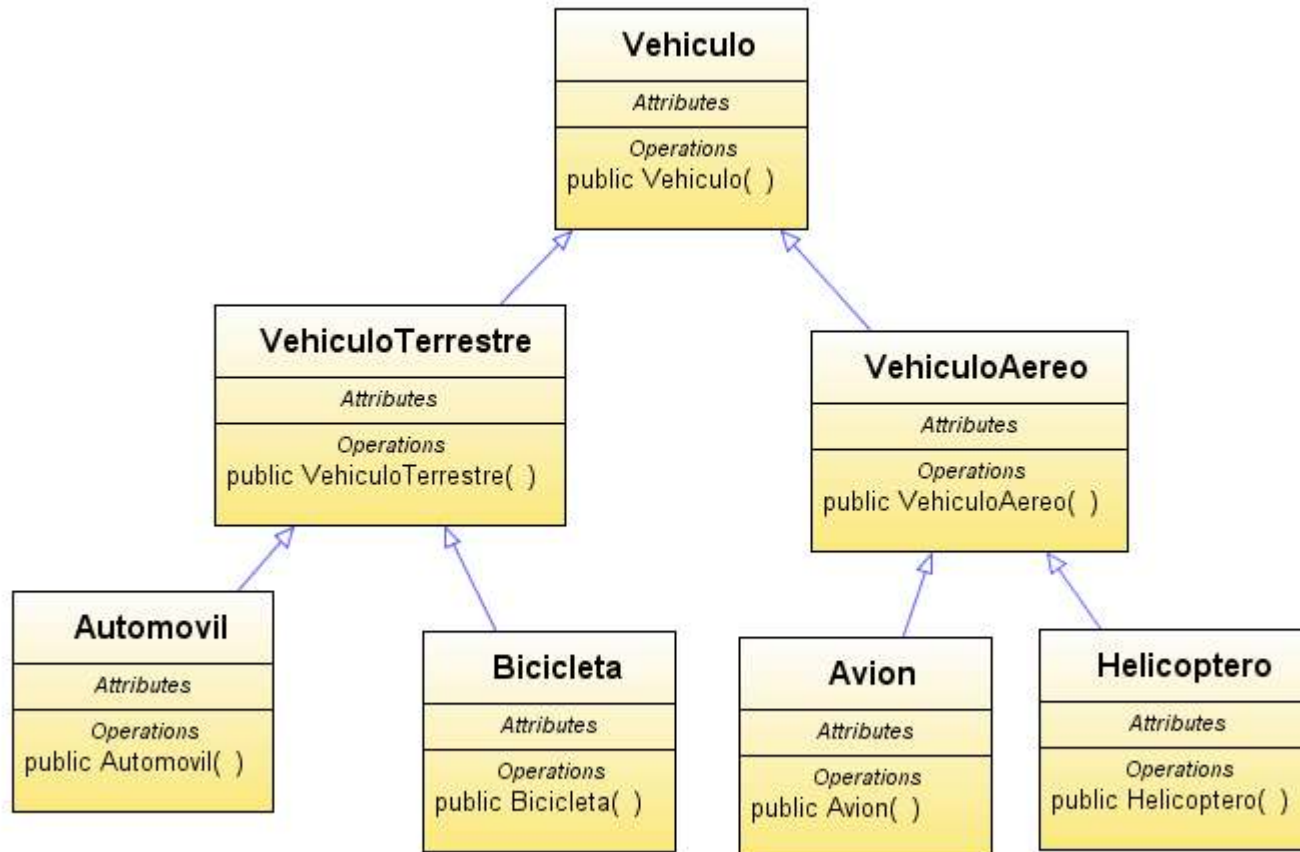 Vehiculo
Attributes
Operations
public Vehiculo( )
VehiculoTerrestre
Attributes
Operations
public VehiculoTerrestre( )
VehiculoAereo
Attributes
Operations
public VehiculoAereo( )
Automovil
Attributes
Operations
public Automovil( )
Bicicleta
Attributes
Operations
public Bicicleta( )
Avion
Attributes
Operations
public Avion( )
Helicoptero
Attributes
Operations
public Helicoptero( )